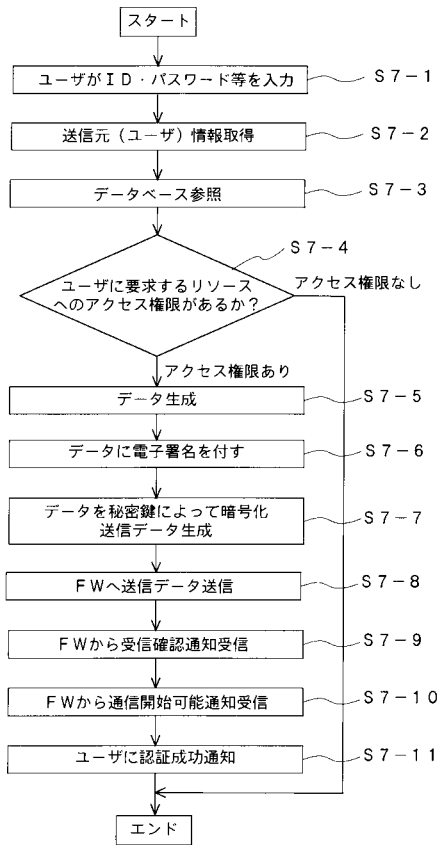 スタート
ユーザがＩＤ・パスワード等を入力
Ｓ７－１
送信元（ユーザ）情報取得
Ｓ７－２
データベース参照
Ｓ７－３
Ｓ７－４
ユーザに要求するリソース
へのアクセス権限があるか？
アクセス権限なし
アクセス権限あり
データ生成
Ｓ７－５
データに電子署名を付す
Ｓ７－６
データを秘密鍵によって暗号化
送信データ生成
Ｓ７－７
ＦＷへ送信データ送信
Ｓ７－８
ＦＷから受信確認通知受信
Ｓ７－９
ＦＷから通信開始可能通知受信
Ｓ７－１０
ユーザに認証成功通知
Ｓ７－１１
エンド